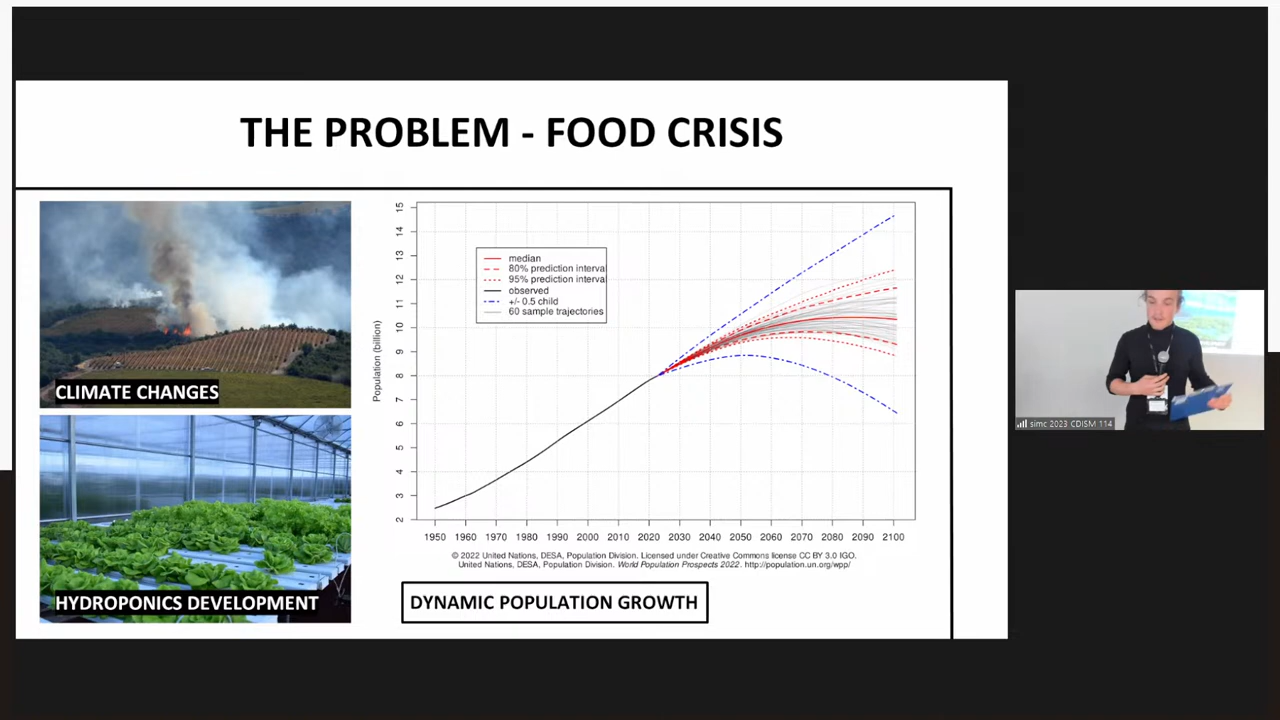 THE PROBLEM - FOOD CRISIS
CLIMATE CHANGES
HYDROPONICS DEVELOPMENT
Population (billion)
15
14
13
12
11
10
9
8
7
6
5
4
3
2
median
80% prediction interval
95% prediction interval
observed
+/- 0.5 child
60 sample trajectories
1950 1960 1970 1980 1990 2000 2010 2020 2030 2040 2050 2060 2070 2080 2090 2100
© 2022 United Nations, DESA, Population Division. Licensed under Creative Commons license CC BY 3.0 IGO.
United Nations, DESA, Population Division. World Population Prospects 2022. http://population.un.org/wpp/
DYNAMIC POPULATION GROWTH
simc 2023 CDISM 114